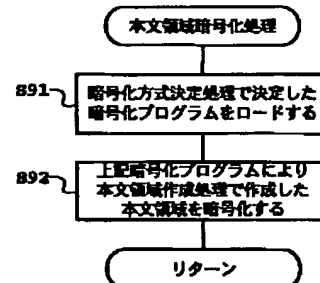 本文領域暗号化処理
891
暗号化方式決定処理で決定した
暗号化プログラムをロードする
892
上記暗号化プログラムにより
本文領域作成処理で作成した
本文領域を暗号化する
リターン